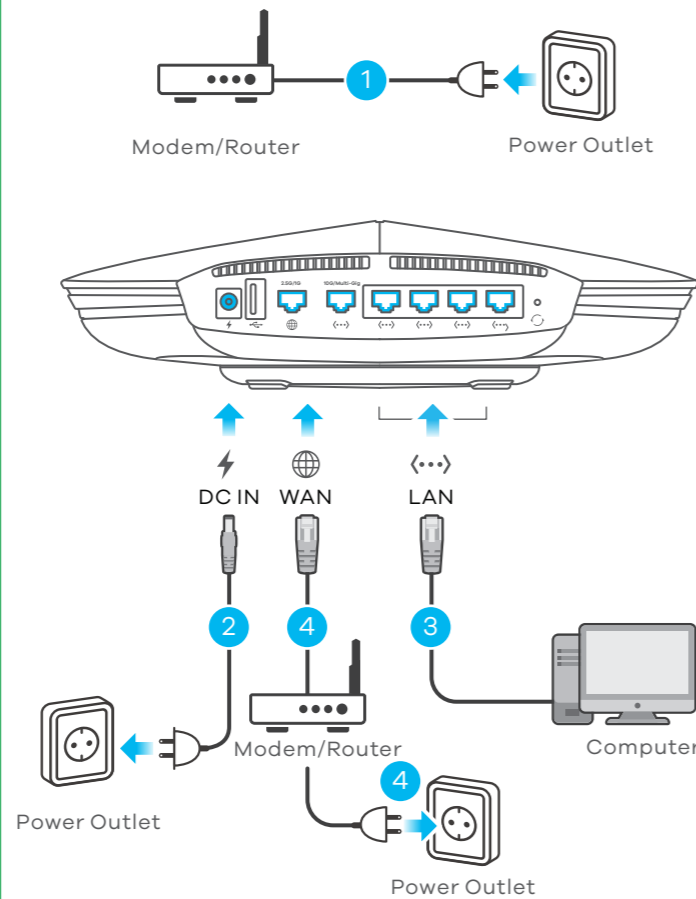 1
Modem/Router
Power Outlet
2.5G/1G
10G/Multi-Gig
DC IN
WAN
LAN
2
4
3
Modem/Router
Computer
4
Power Outlet
Power Outlet